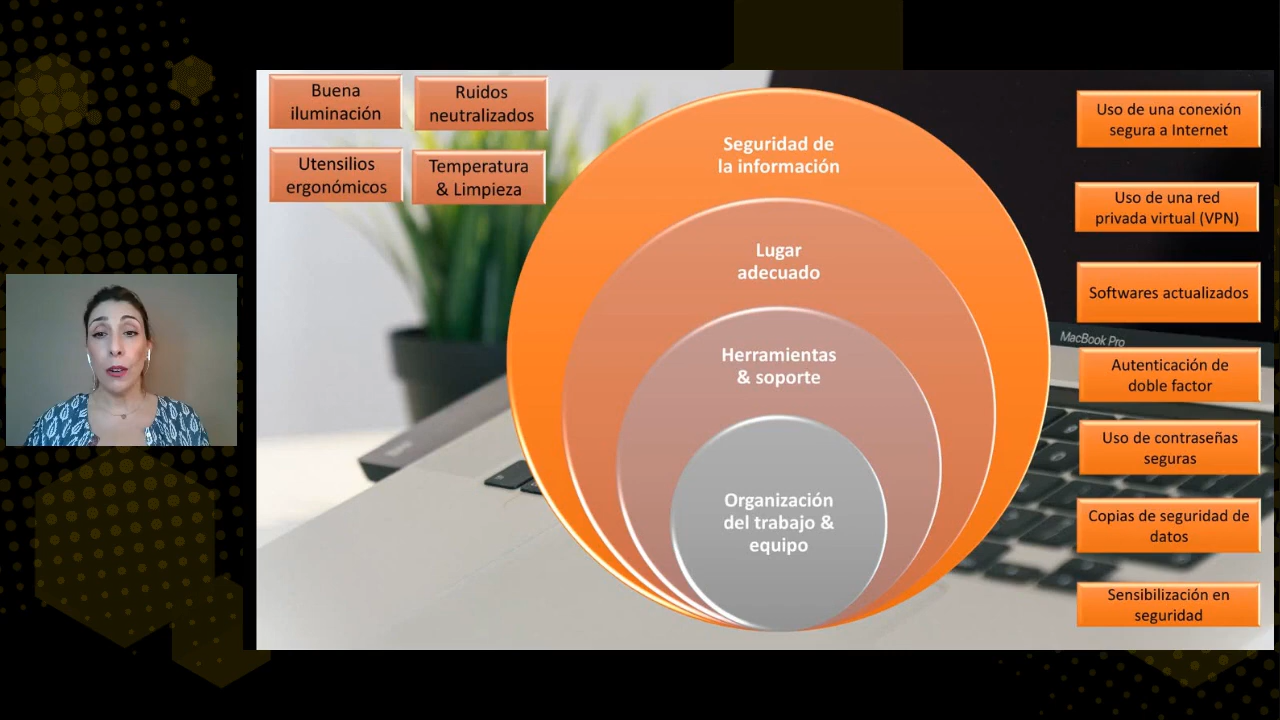 Buena
iluminación
Ruidos
neutralizados
Utensilios
ergonómicos
Temperatura
& Limpieza
Seguridad de
la información
Lugar
adecuado
Herramientas
& soporte
Organización
del trabajo &
equipo
Uso de una conexión
segura a Internet
Uso de una red
privada virtual (VPN)
Softwares actualizados
MacBook Pro
Autenticación de
doble factor
Uso de contraseñas
seguras
Copias de seguridad de
datos
Sensibilización en
seguridad